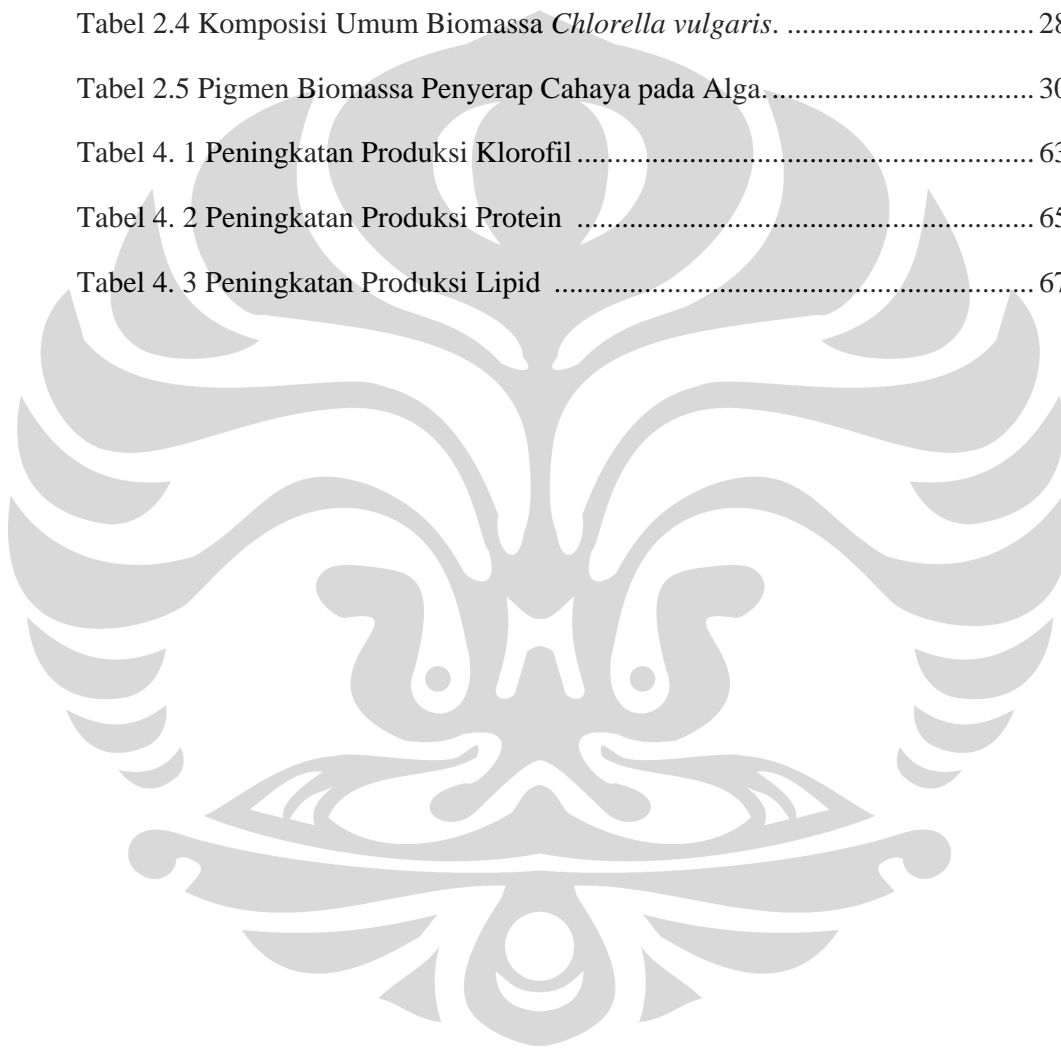 Tabel 2.4 Komposisi Umum Biomassa Chlorella vulgaris. .................................. 28
Tabel 2.5 Pigmen Biomassa Penyerap Cahaya pada Alga..................................... 30
Tabel 4. 1 Peningkatan Produksi Klorofil............................................................. 63
Tabel 4. 2 Peningkatan Produksi Protein ............................................................. 65
Tabel 4. 3 Peningkatan Produksi Lipid ................................................................ 67